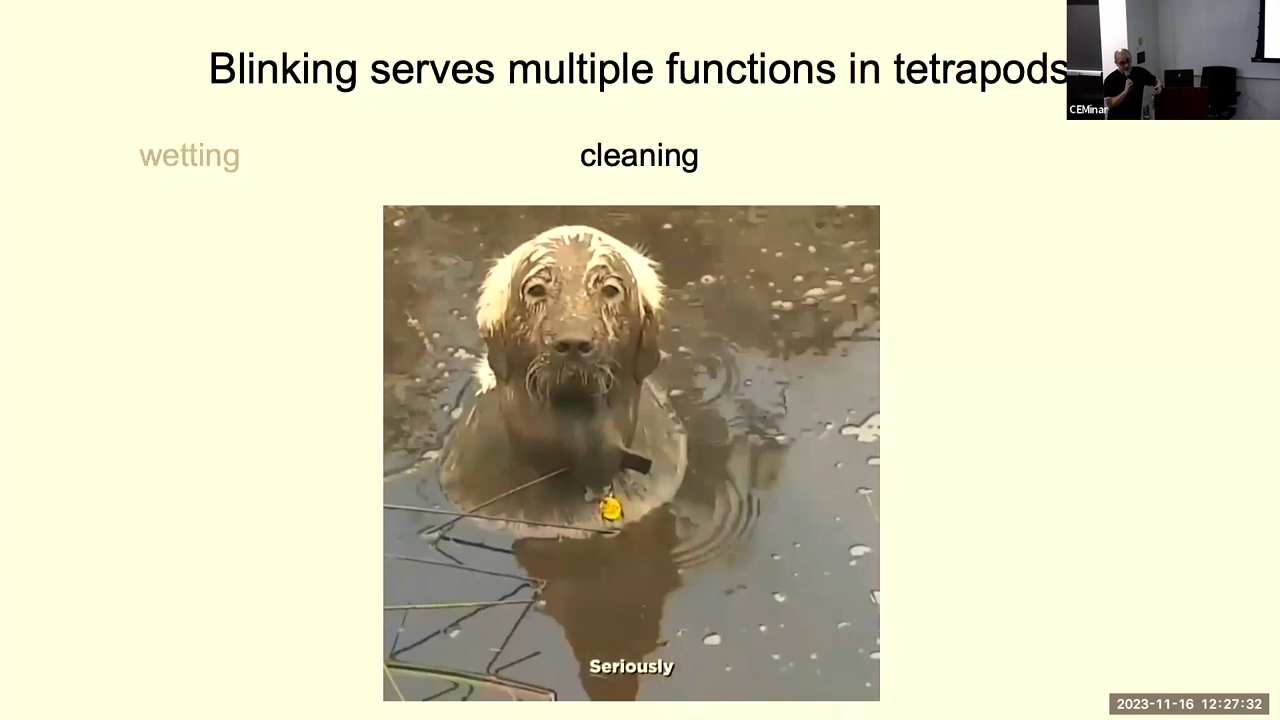 Blinking serves multiple functions in tetrapods
CEMinar
wetting
cleaning
Seriously
2023-11-16 12:27:32